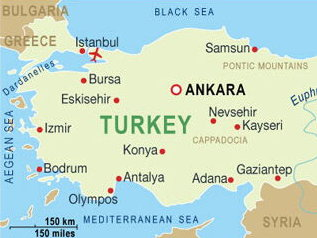 BULGARIA
BLACK SEA
GREECE
Istanbul
Samsun
Dardanelles
PONTIC MOUNTAINS
Bursa
ANKARA
Euph
Eskisehir
Nevsehir
TURKEY
Kayseri
AEGEAN SEA
Izmir
CAPPADOCIA
Konya
Bodrum
Antalya
Adana
Gaziantep
Olympos
150 km
150 miles
MEDITERRANEAN SEA
SYRIA